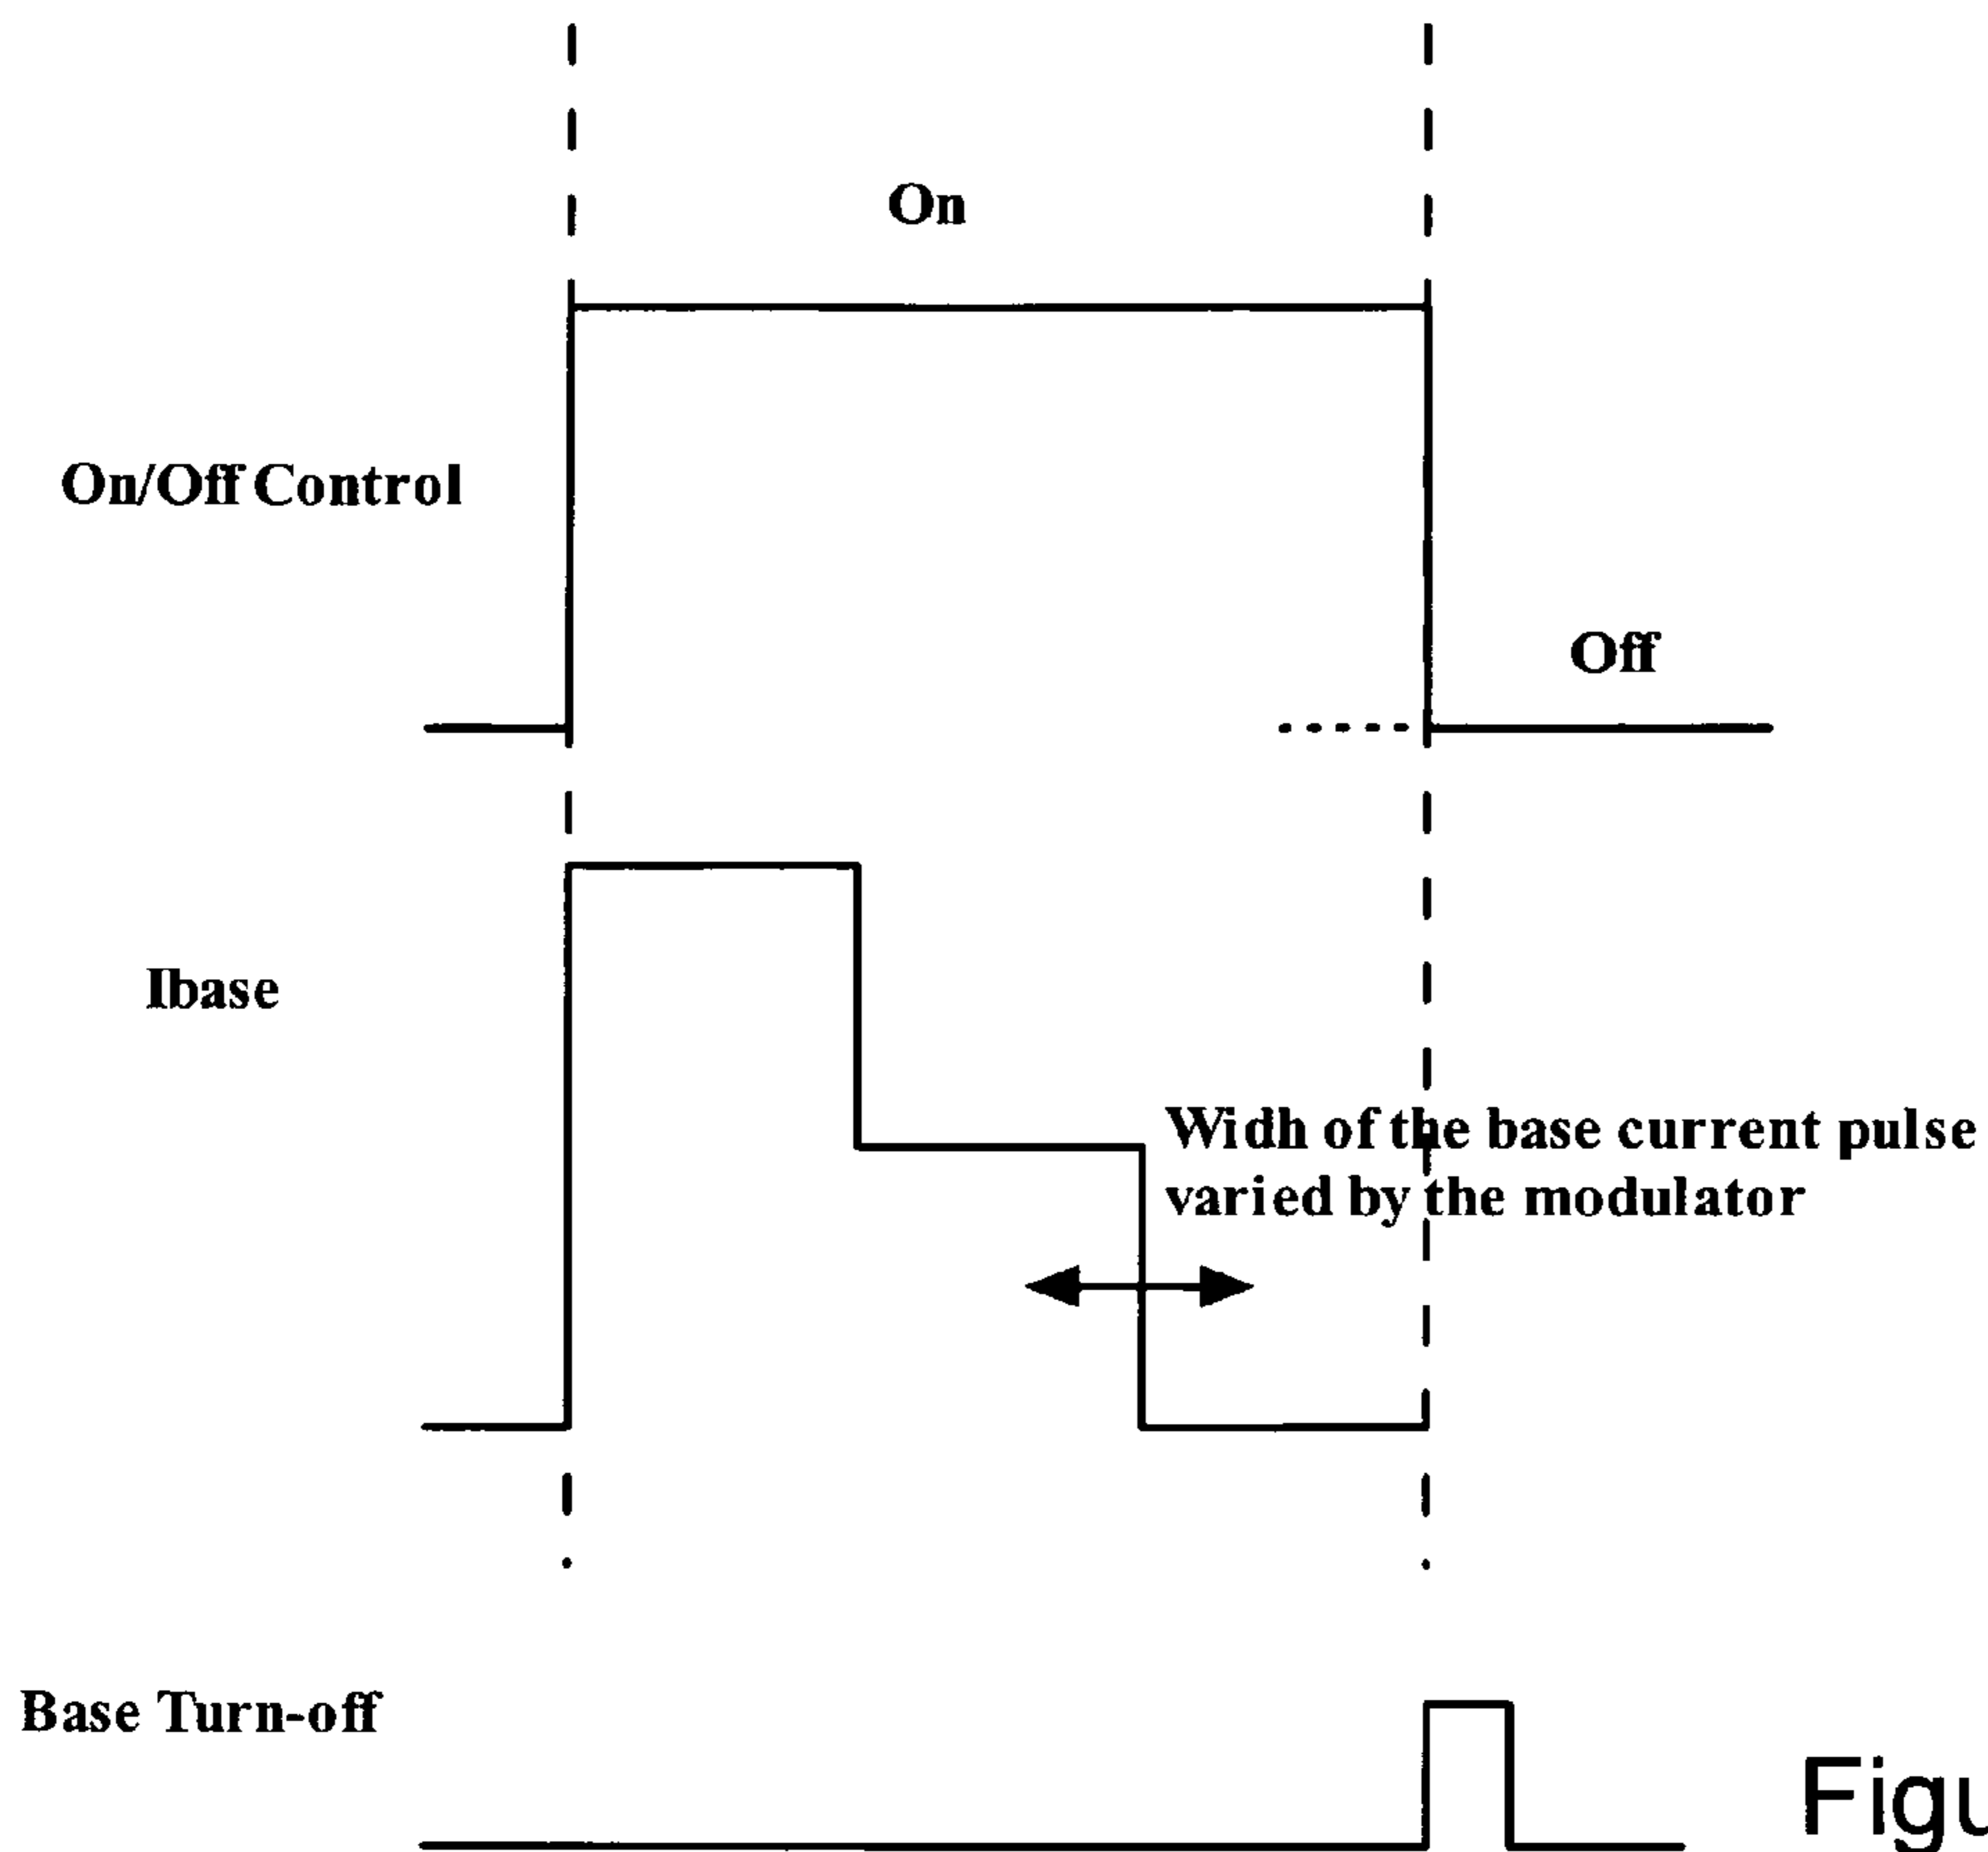 On
On/Off Control
Off
Ibase
Widh of the base current pulse
varied by the modulator
Base Turn-off
Figu